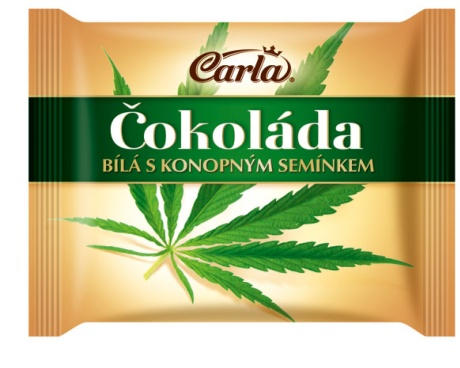 Carla
Čokoláda
BÍLÁ S KONOPNÝM SEMÍNKEM